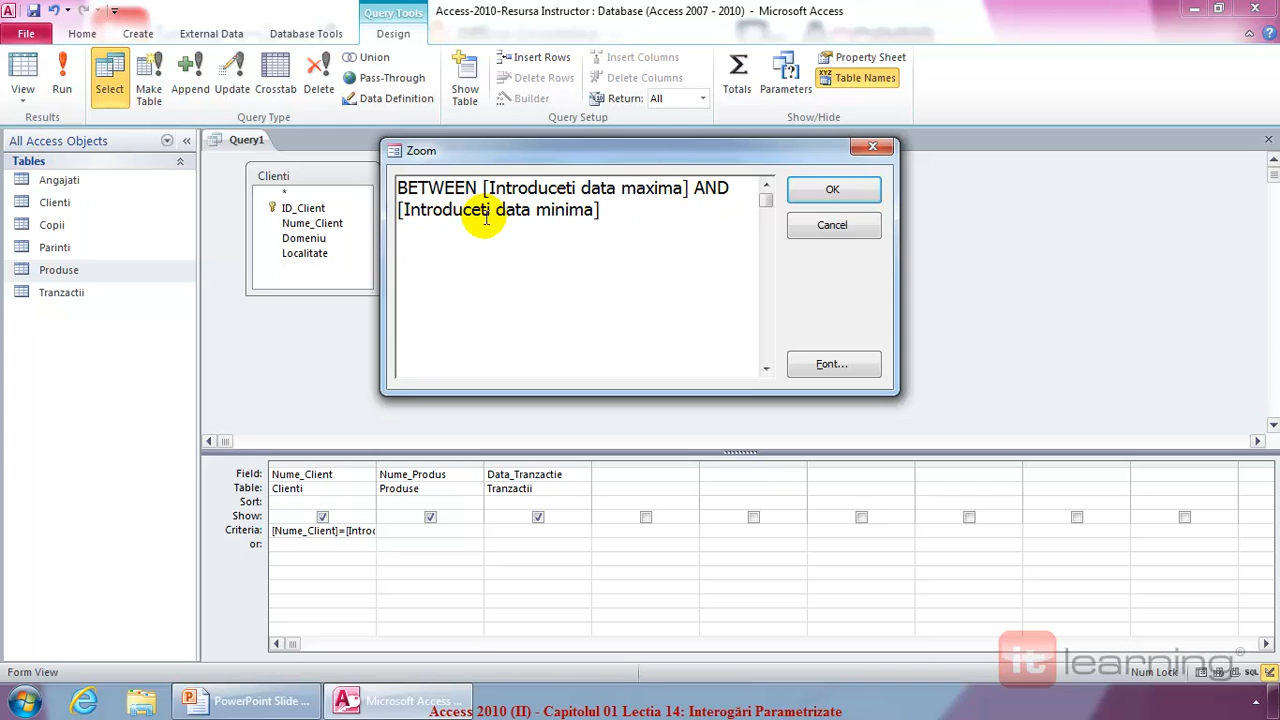 Query Tools
Access-2010-Resursa Instructor : Database (Access 2007 - 2010) - Microsoft Access
File Home Create External Data Database Tools Design
View Run Select Make Table Append Update Crosstab Delete
Union
Pass-Through
Data Definition
Show Table
Insert Rows
Delete Rows
Builder
Insert Columns
Delete Columns
Return: All
Totals Parameters
Property Sheet
Table Names
Results Query Type Query Setup Show/Hide
All Access Objects
Tables
Angajati
Clienti
Copii
Parinti
Produse
Tranzactii
Query1
Clienti
*
ID_Client
Nume_Client
Domeniu
Localitate
Zoom
BETWEEN [Introduceti data maxima] AND
[Introduceti data minima]
OK
Cancel
Font...
Field: Nume_Client Nume_Produs Data_Tranzactie
Table: Clienti Produse Tranzactii
Sort:
Show:
Criteria: [Nume_Client]=[Introd
or:
it learning®
Form View Num Lock SQL
PowerPoint Slide ... Microsoft Access ...
Access 2010 (II) - Capitolul 01 Lectia 14: Interogări Parametrizate